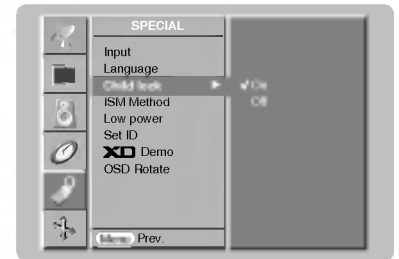 SPECIAL
Input
Language
Child lock
On
ISM Method
Off
Low power
Set ID
XD Demo
OSD Rotate
Menu Prev.